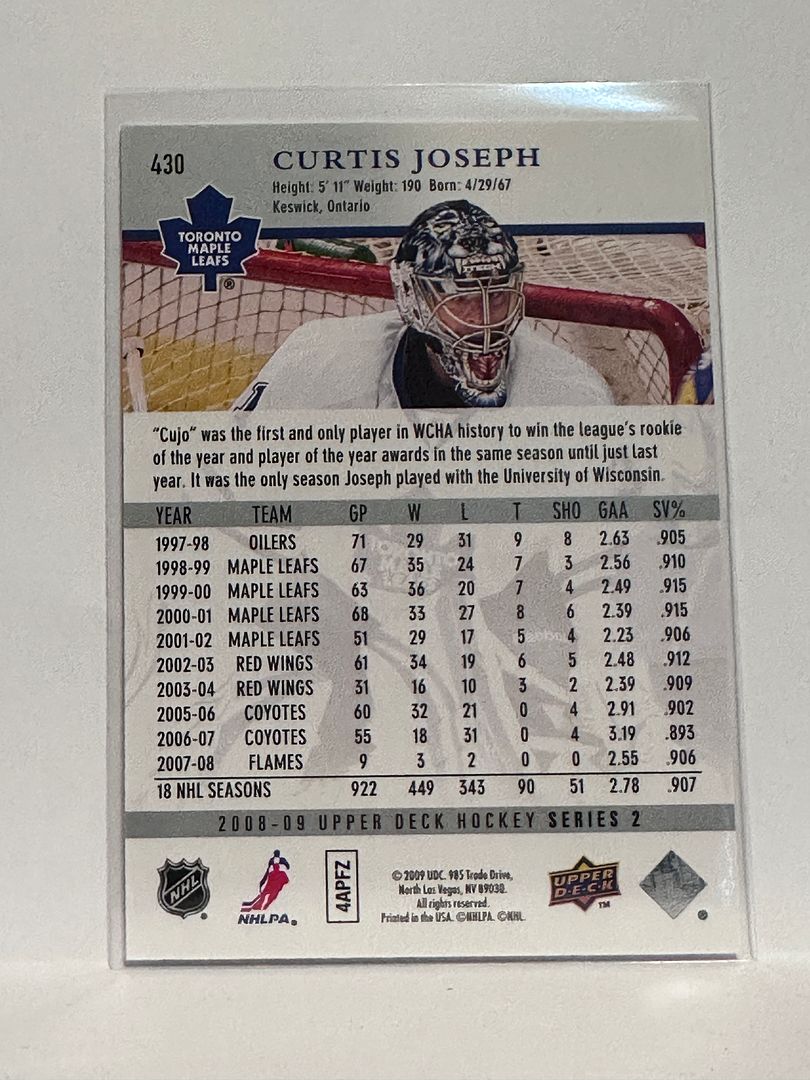 430
CURTIS JOSEPH
Height: 5' 11" Weight: 190 Born: 4/29/67
Keswick, Ontario
TORONTO
MAPLE
LEAFS
®
"Cujo" was the first and only player in WCHA history to win the league's rookie
of the year and player of the year awards in the same season until just last
year. It was the only season Joseph played with the University of Wisconsin.
YEAR TEAM GP W L T SHO GAA SV%
1997-98 OILERS 71 29 31 9 8 2.63 .905
1998-99 MAPLE LEAFS 67 35 24 7 3 2.56 .910
1999-00 MAPLE LEAFS 63 36 20 7 4 2.49 .915
2000-01 MAPLE LEAFS 68 33 27 8 6 2.39 .915
2001-02 MAPLE LEAFS 51 29 17 5 4 2.23 .906
2002-03 RED WINGS 61 34 19 6 5 2.48 .912
2003-04 RED WINGS 31 16 10 3 2 2.39 .909
2005-06 COYOTES 60 32 21 0 4 2.91 .902
2006-07 COYOTES 55 18 31 0 4 3.19 .893
2007-08 FLAMES 9 3 2 0 0 2.55 .906
18 NHL SEASONS 922 449 343 90 51 2.78 .907
2008-09 UPPER DECK HOCKEY SERIES 2
NHL
NHLPA
4APFZ
© 2009 UDC. 985 Trade Drive,
North Las Vegas, NV 89030.
All rights reserved.
Printed in the USA. ©NHLPA. ©NHL.
UPPER
D·E·C·K
TM